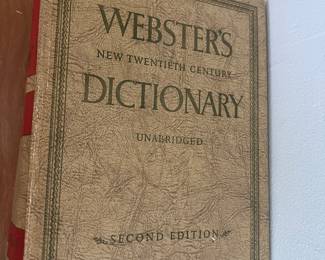 WEBSTER'S
NEW TWENTIETH CENTURY
DICTIONARY
UNABRIDGED
SECOND EDITION